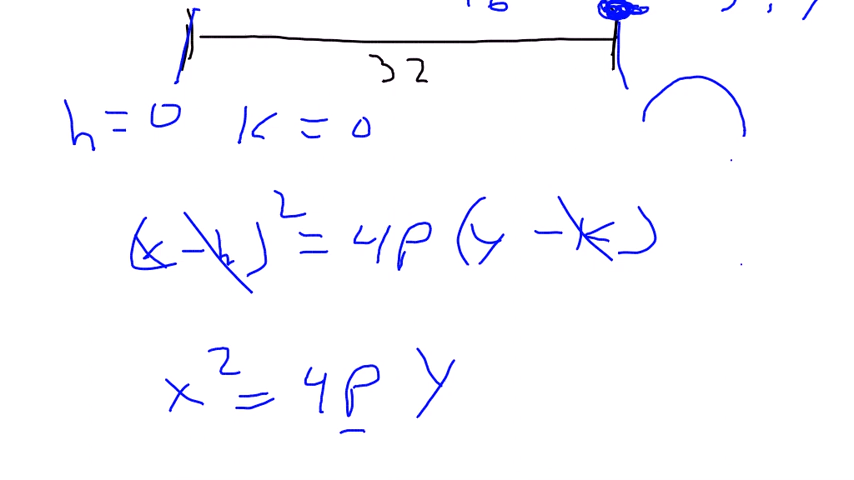 32
h = 0 k = 0
(x - h)² = 4P (y - k)
x² = 4P y